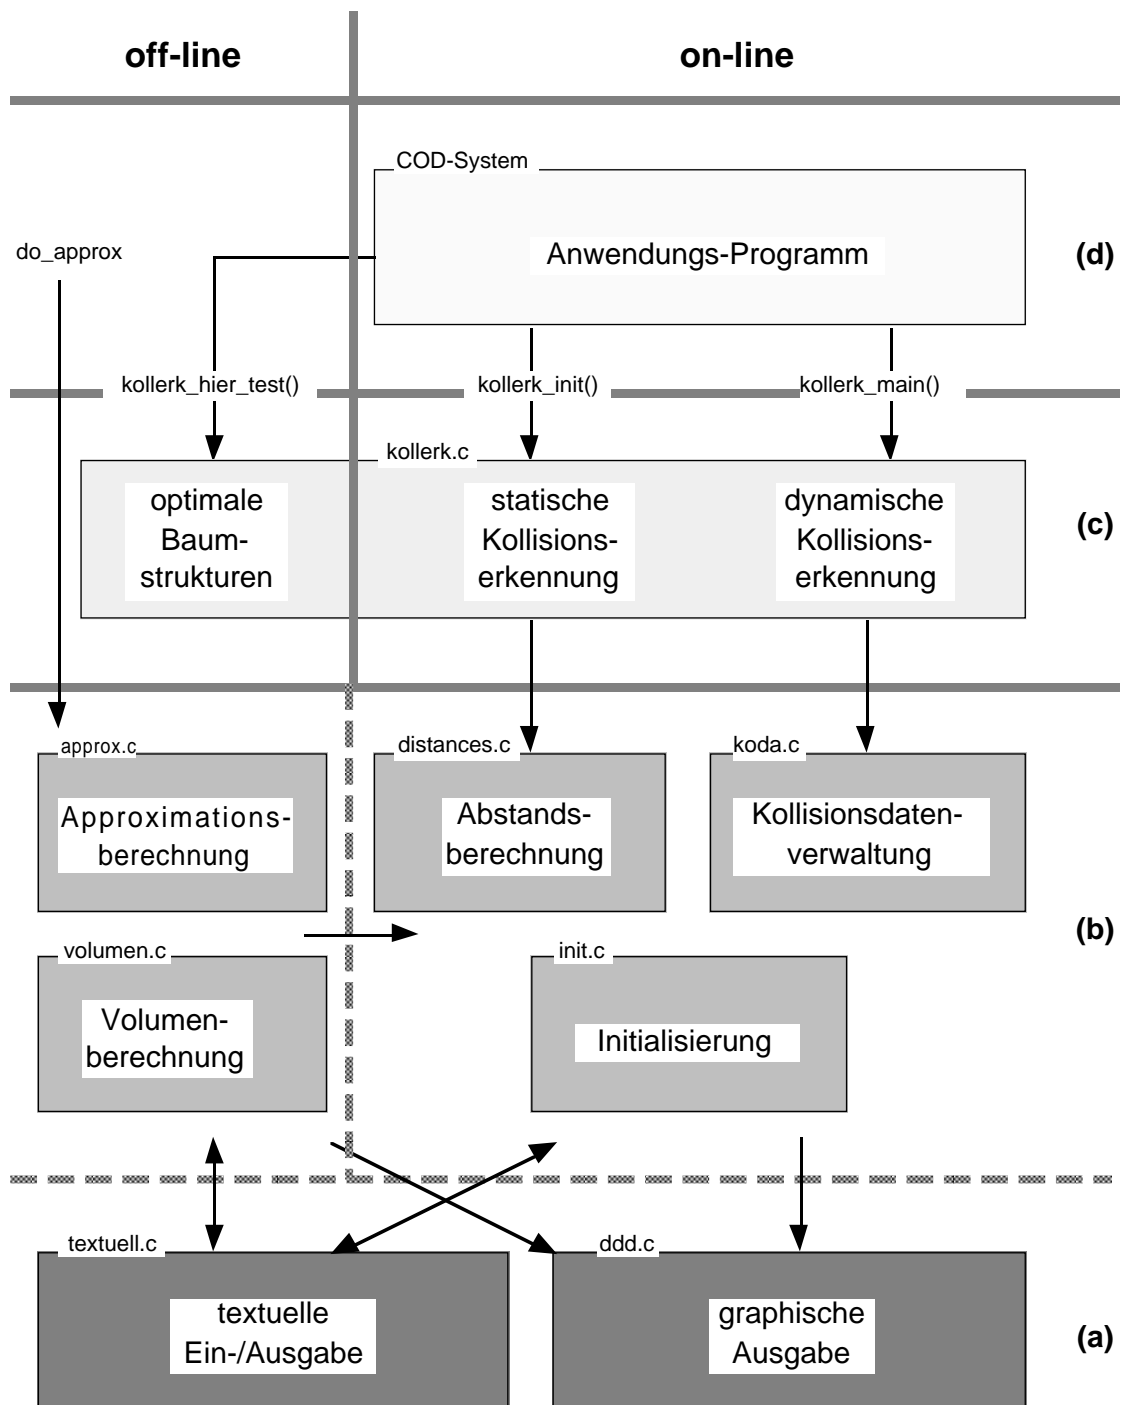 off-line
on-line
COD-System
do_approx
Anwendungs-Programm
(d)
kollerk_hier_test()
kollerk_init()
kollerk_main()
kollerk.c
optimale
Baum-
strukturen
statische
Kollisions-
erkennung
dynamische
Kollisions-
erkennung
(c)
approx.c
Approximations-
berechnung
distances.c
Abstands-
berechnung
koda.c
Kollisionsdaten-
verwaltung
(b)
volumen.c
Volumen-
berechnung
init.c
Initialisierung
textuell.c
textuelle
Ein-/Ausgabe
ddd.c
graphische
Ausgabe
(a)